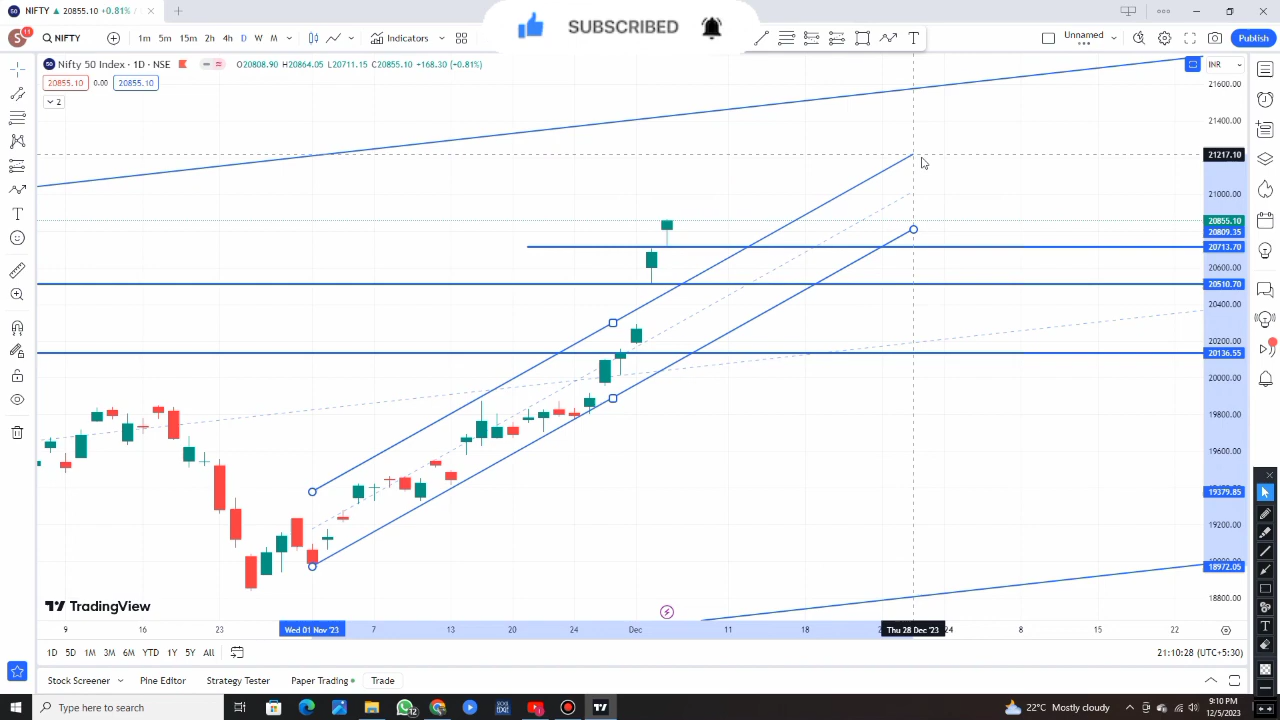 NIFTY ▲ 20855.10 +0.81%
SUBSCRIBED
S 11 NIFTY 1m 5m 15m 2h 4h D W M Indicators Unnamed Publish
Nifty 50 Index · 1D · NSE O20808.90 H20864.05 L20711.15 C20855.10 +168.30 (+0.81%) INR
20855.10 0.00 20855.10
2
21600.00
21400.00
21217.10
21000.00
20855.10
20809.35
20713.70
20600.00
20510.70
20400.00
20200.00
20136.55
20000.00
19800.00
19600.00
19379.85
19200.00
18972.05
18800.00
TradingView
9 16 23 Wed 01 Nov '23 7 13 20 24 Dec 11 18 Thu 28 Dec '23 24 8 15 22
1D 5D 1M 3M 6M YTD 1Y 5Y All 21:10:28 (UTC+5:30)
Stock Screener Pine Editor Strategy Tester Paper Trading Trade
Type here to search 12 22°C Mostly cloudy 9:10 PM
12/5/2023